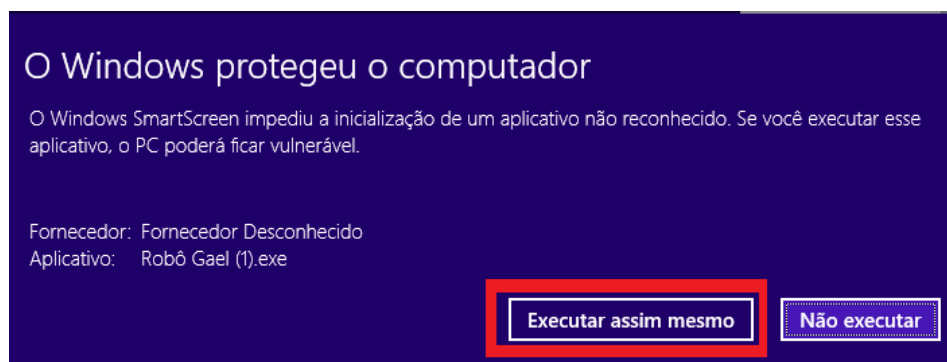 O Windows protegeu o computador
O Windows SmartScreen impediu a inicialização de um aplicativo não reconhecido. Se você executar esse
aplicativo, o PC poderá ficar vulnerável.
Fornecedor: Fornecedor Desconhecido
Aplicativo: Robô Gael (1).exe
Executar assim mesmo
Não executar